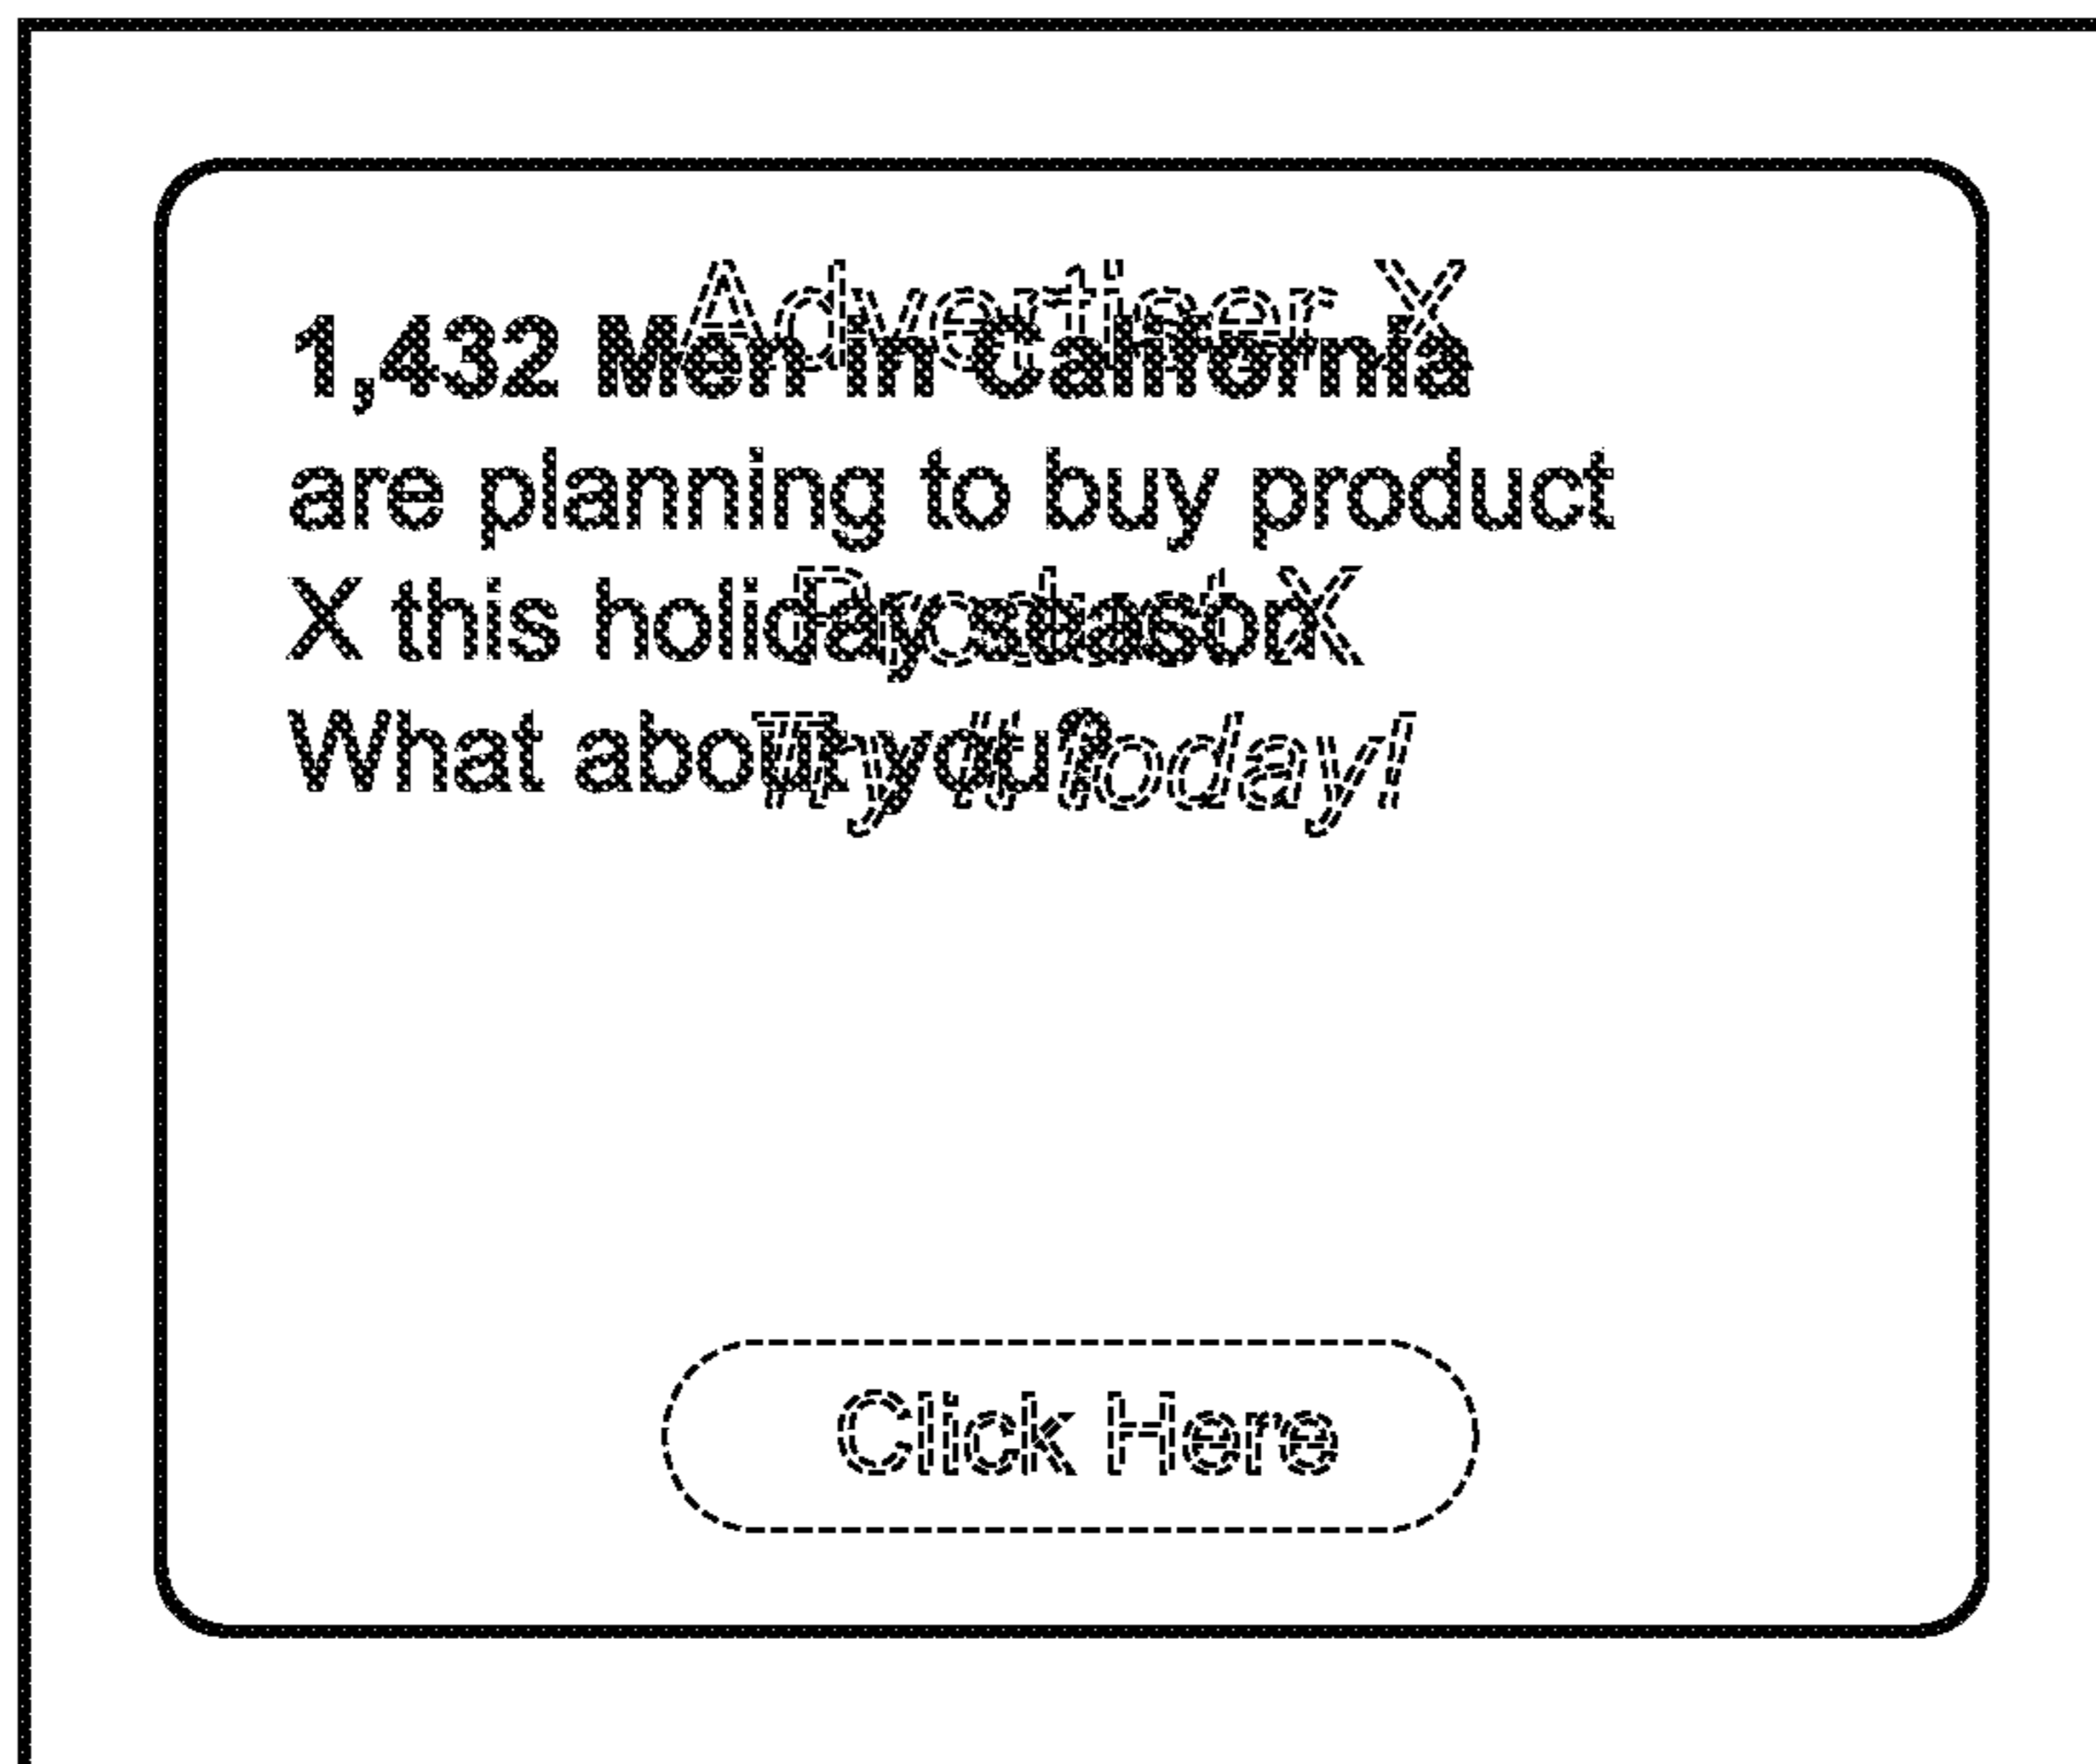 Advertiser X
1,432 Men in California
are planning to buy product
Product X
X this holiday season
What about you?
Try it Today!
Click Here